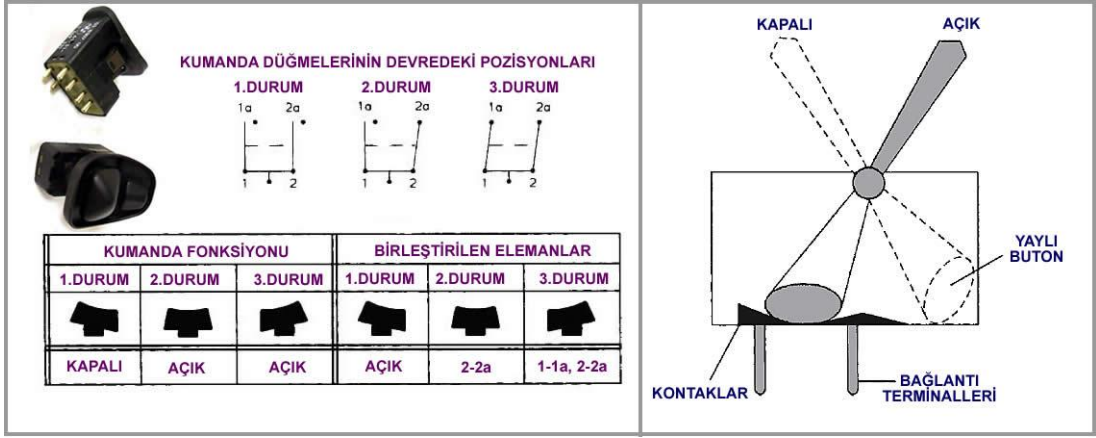 KUMANDA DÜĞMELERİNİN DEVREDEKİ POZİSYONLARI
1.DURUM 2.DURUM 3.DURUM
1a 2a 1a 2a 1a 2a
1 2 1 2 1 2
KUMANDA FONKSİYONU BİRLEŞTİRİLEN ELEMANLAR
1.DURUM 2.DURUM 3.DURUM 1.DURUM 2.DURUM 3.DURUM
KAPALI AÇIK AÇIK AÇIK 2-2a 1-1a, 2-2a
KAPALI AÇIK
YAYLI
BUTON
KONTAKLAR
BAĞLANTI
TERMİNALLERİ